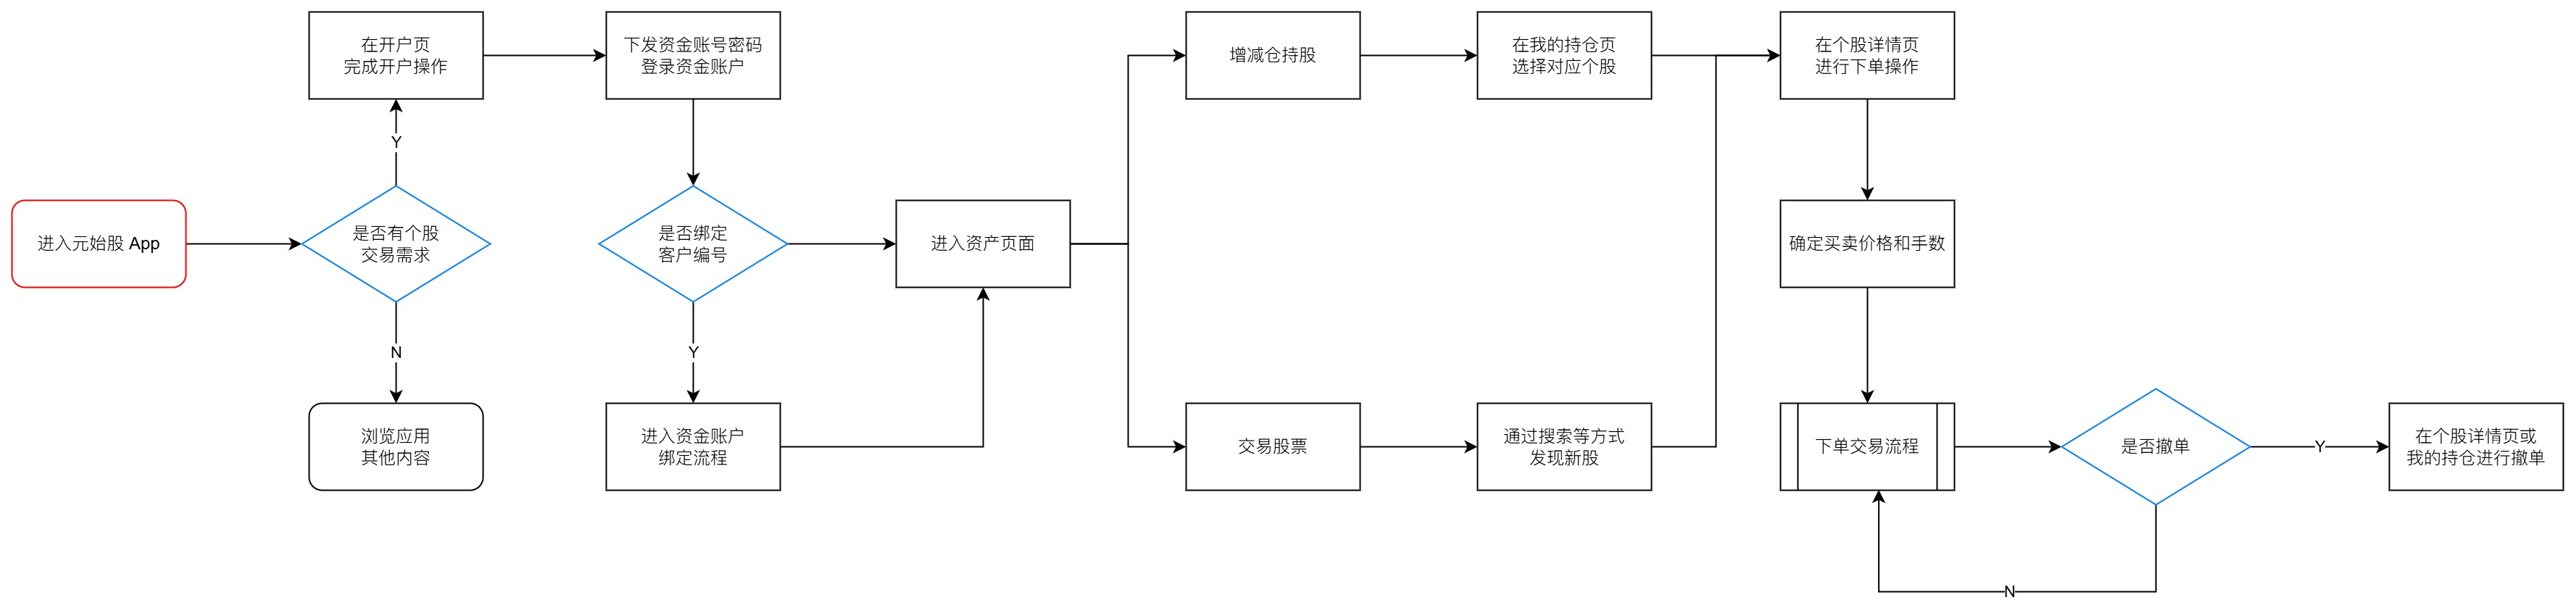 进入元始股 App
是否有个股
交易需求
Y
在开户页
完成开户操作
N
浏览应用
其他内容
下发资金账号密码
登录资金账户
是否绑定
客户编号
Y
进入资金账户
绑定流程
进入资产页面
增减仓持股
在我的持仓页
选择对应个股
交易股票
通过搜索等方式
发现新股
在个股详情页
进行下单操作
确定买卖价格和手数
下单交易流程
是否撤单
Y
在个股详情页或
我的持仓进行撤单
N